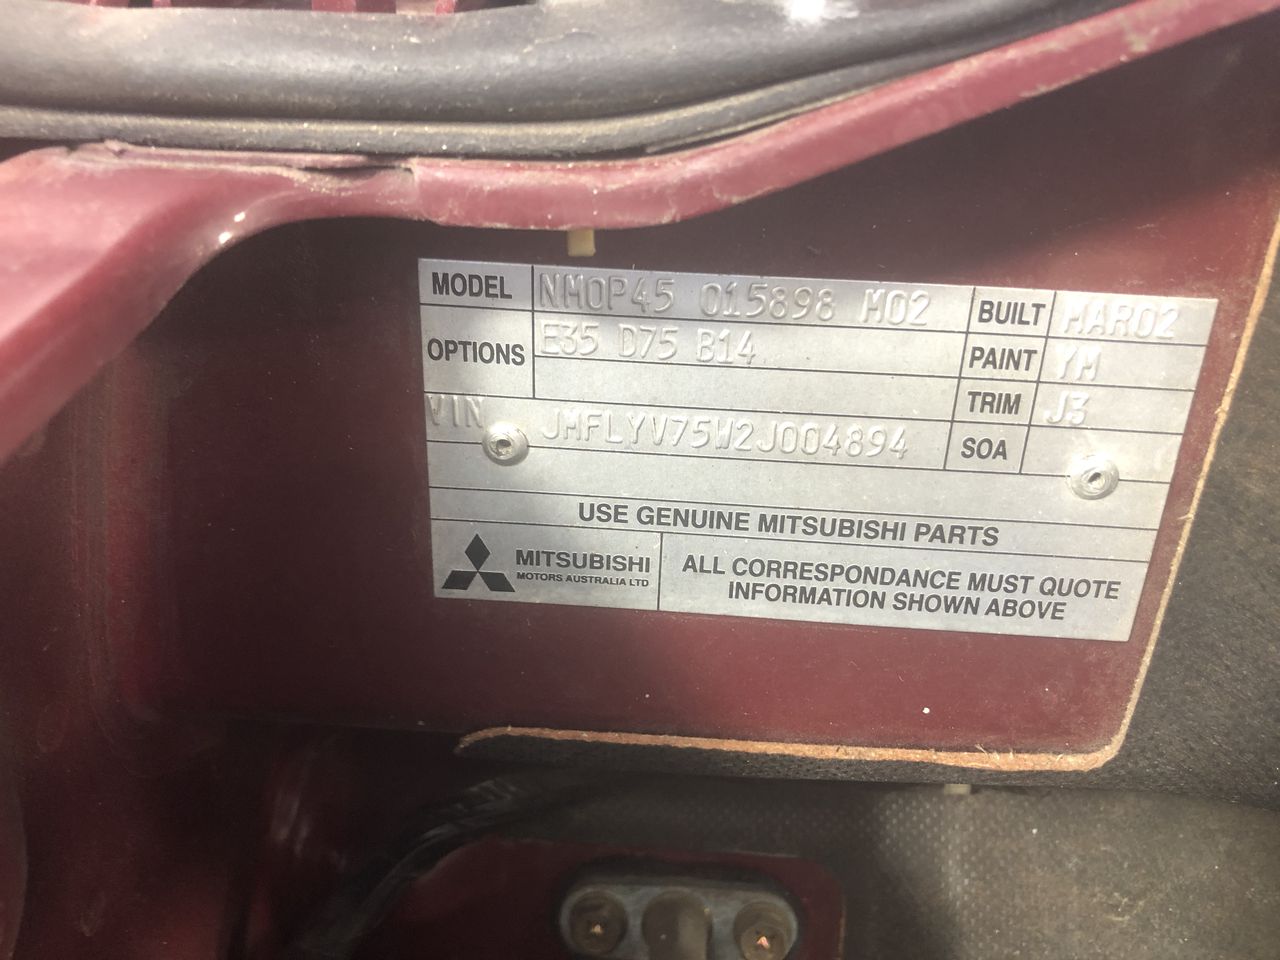 MODEL NM0P45 015898 M02 BUILT MAR02
OPTIONS E35 D75 B14 PAINT YM
TRIM J3
VIN JMFLYV75W2J004894 SOA
USE GENUINE MITSUBISHI PARTS
MITSUBISHI
MOTORS AUSTRALIA LTD
ALL CORRESPONDANCE MUST QUOTE
INFORMATION SHOWN ABOVE